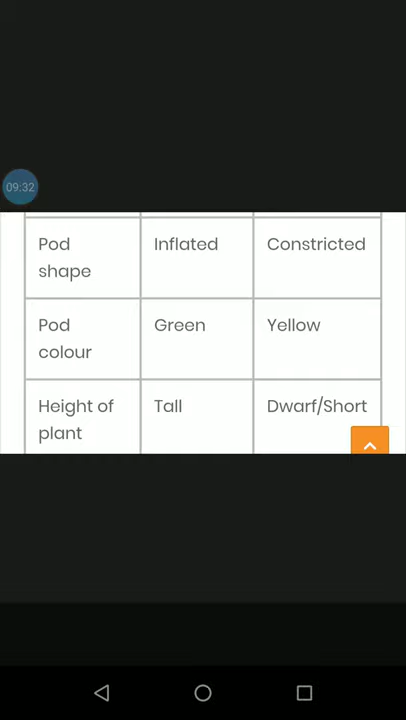 09:32
Pod shape Inflated Constricted
Pod colour Green Yellow
Height of plant Tall Dwarf/Short